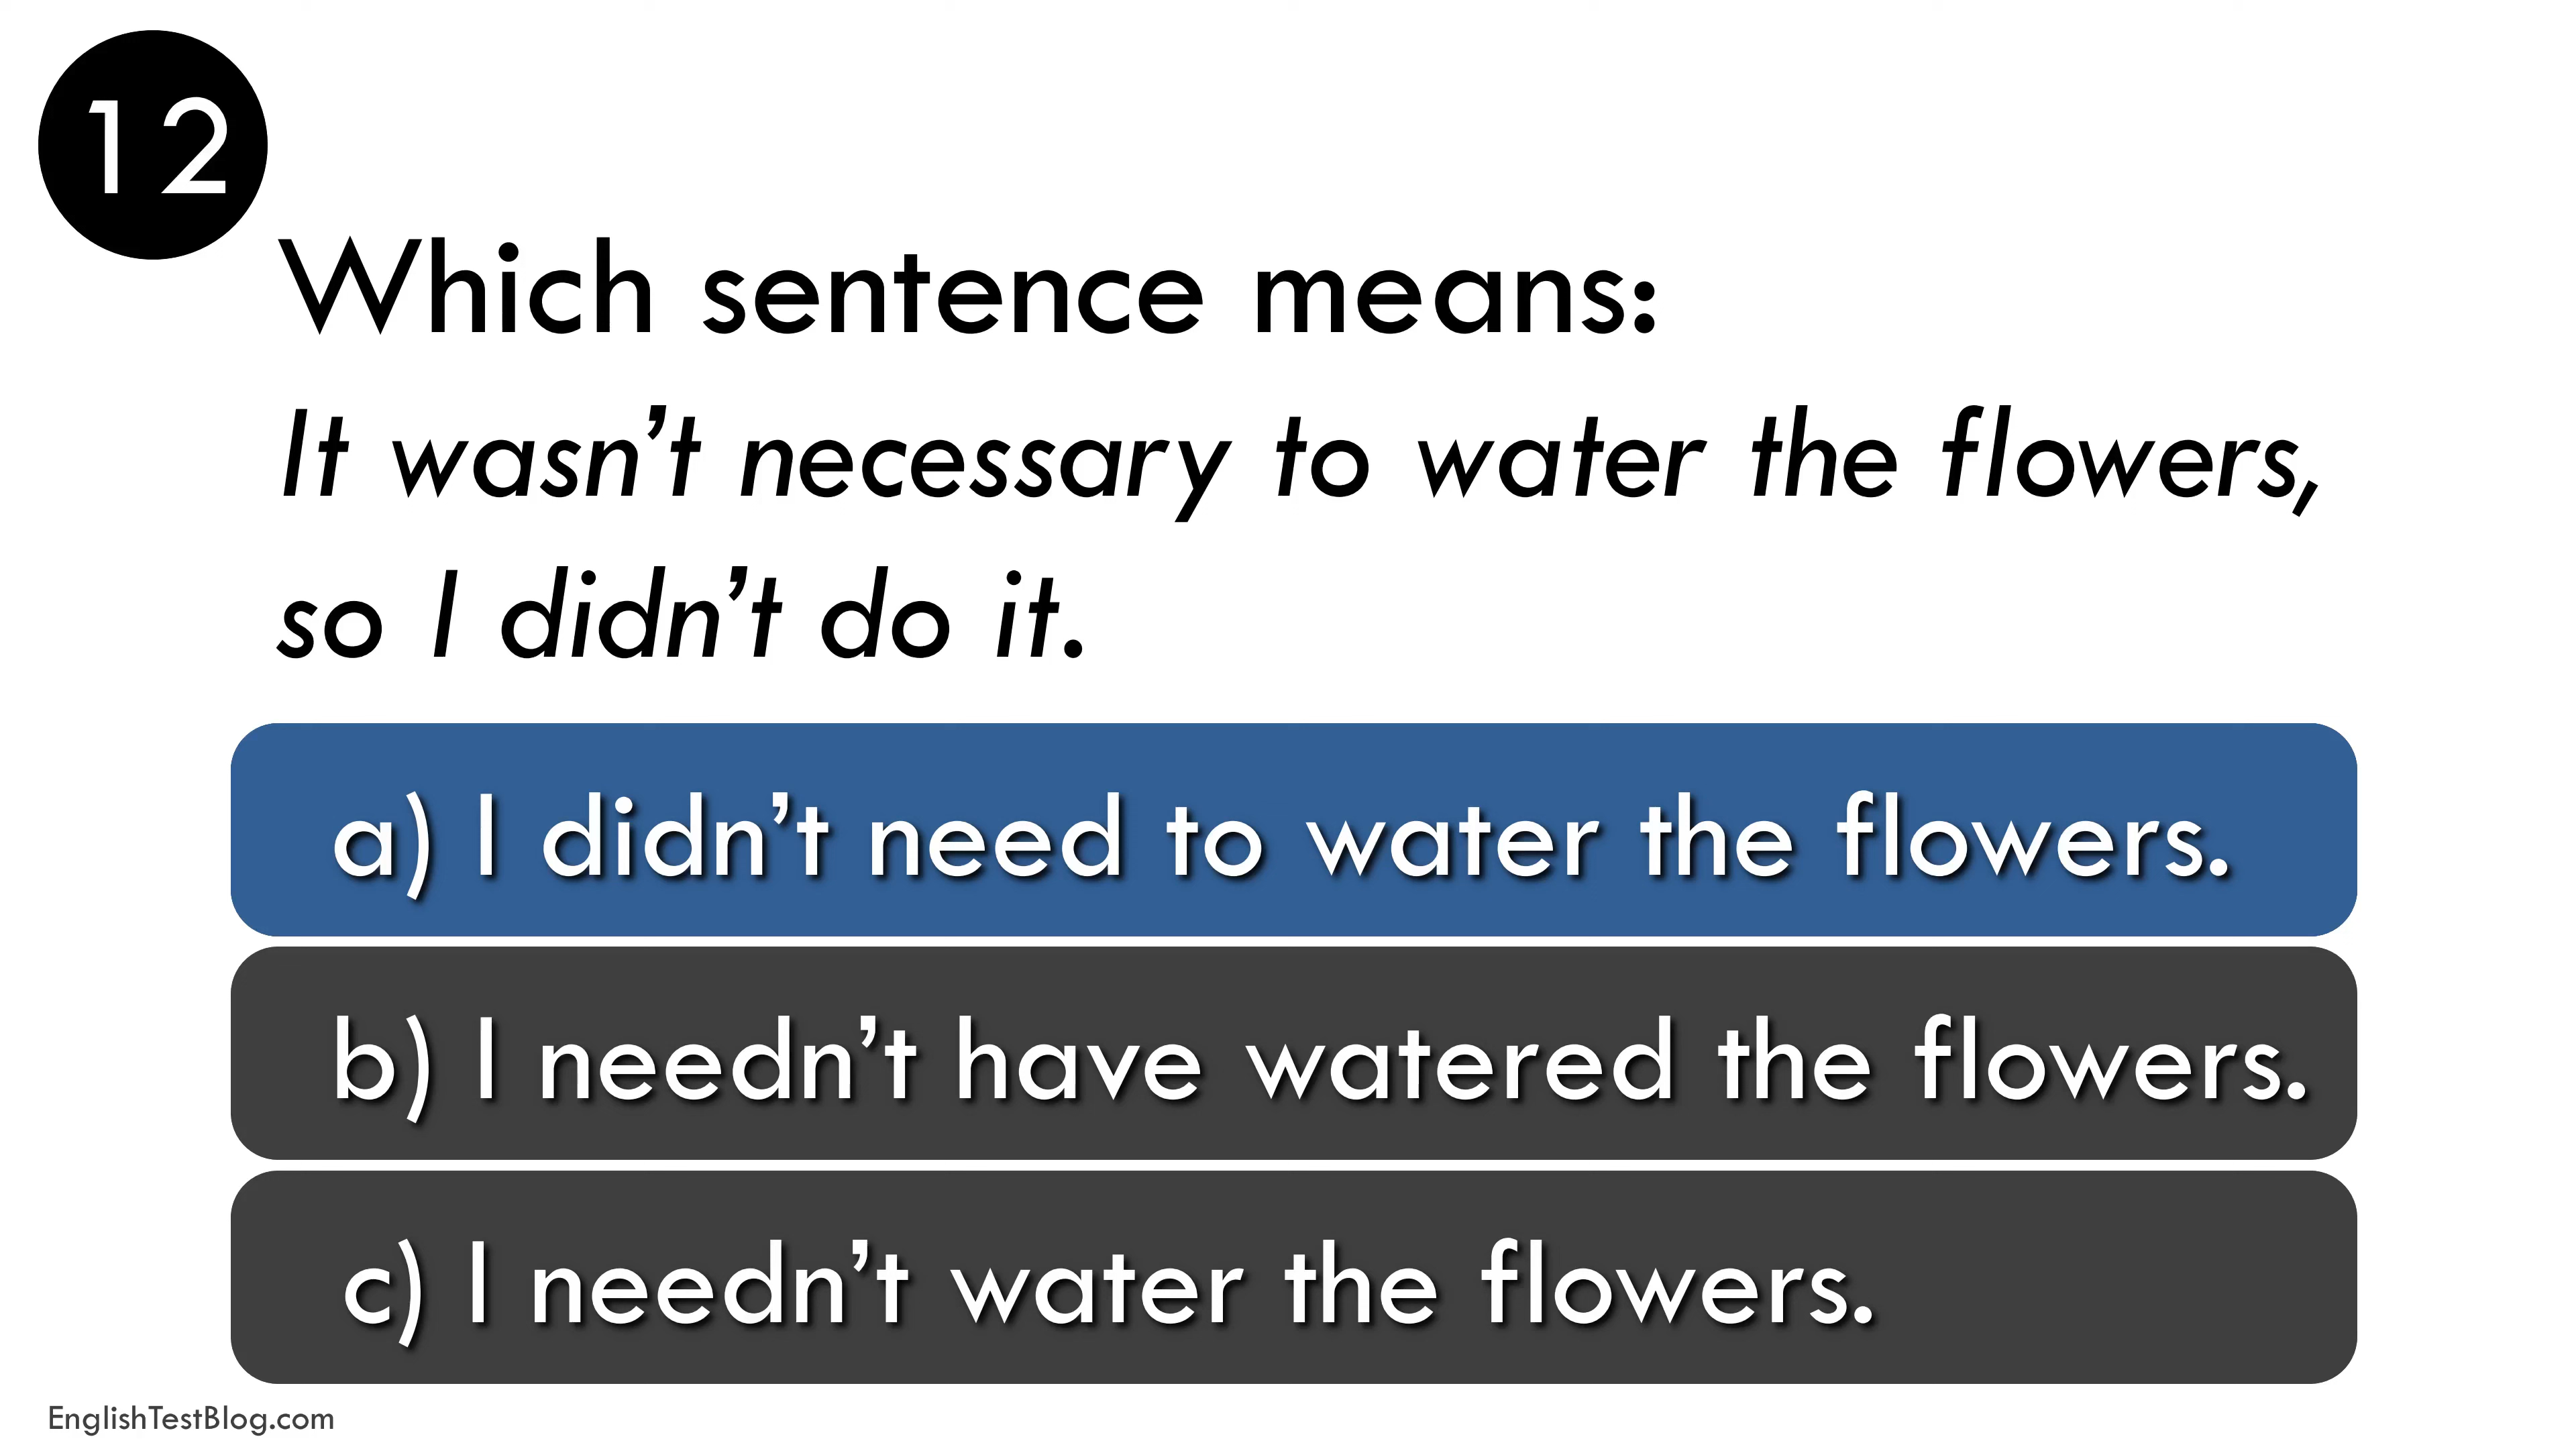 12
Which sentence means:
It wasn’t necessary to water the flowers,
so I didn’t do it.
a) I didn’t need to water the flowers.
b) I needn’t have watered the flowers.
c) I needn’t water the flowers.
EnglishTestBlog.com